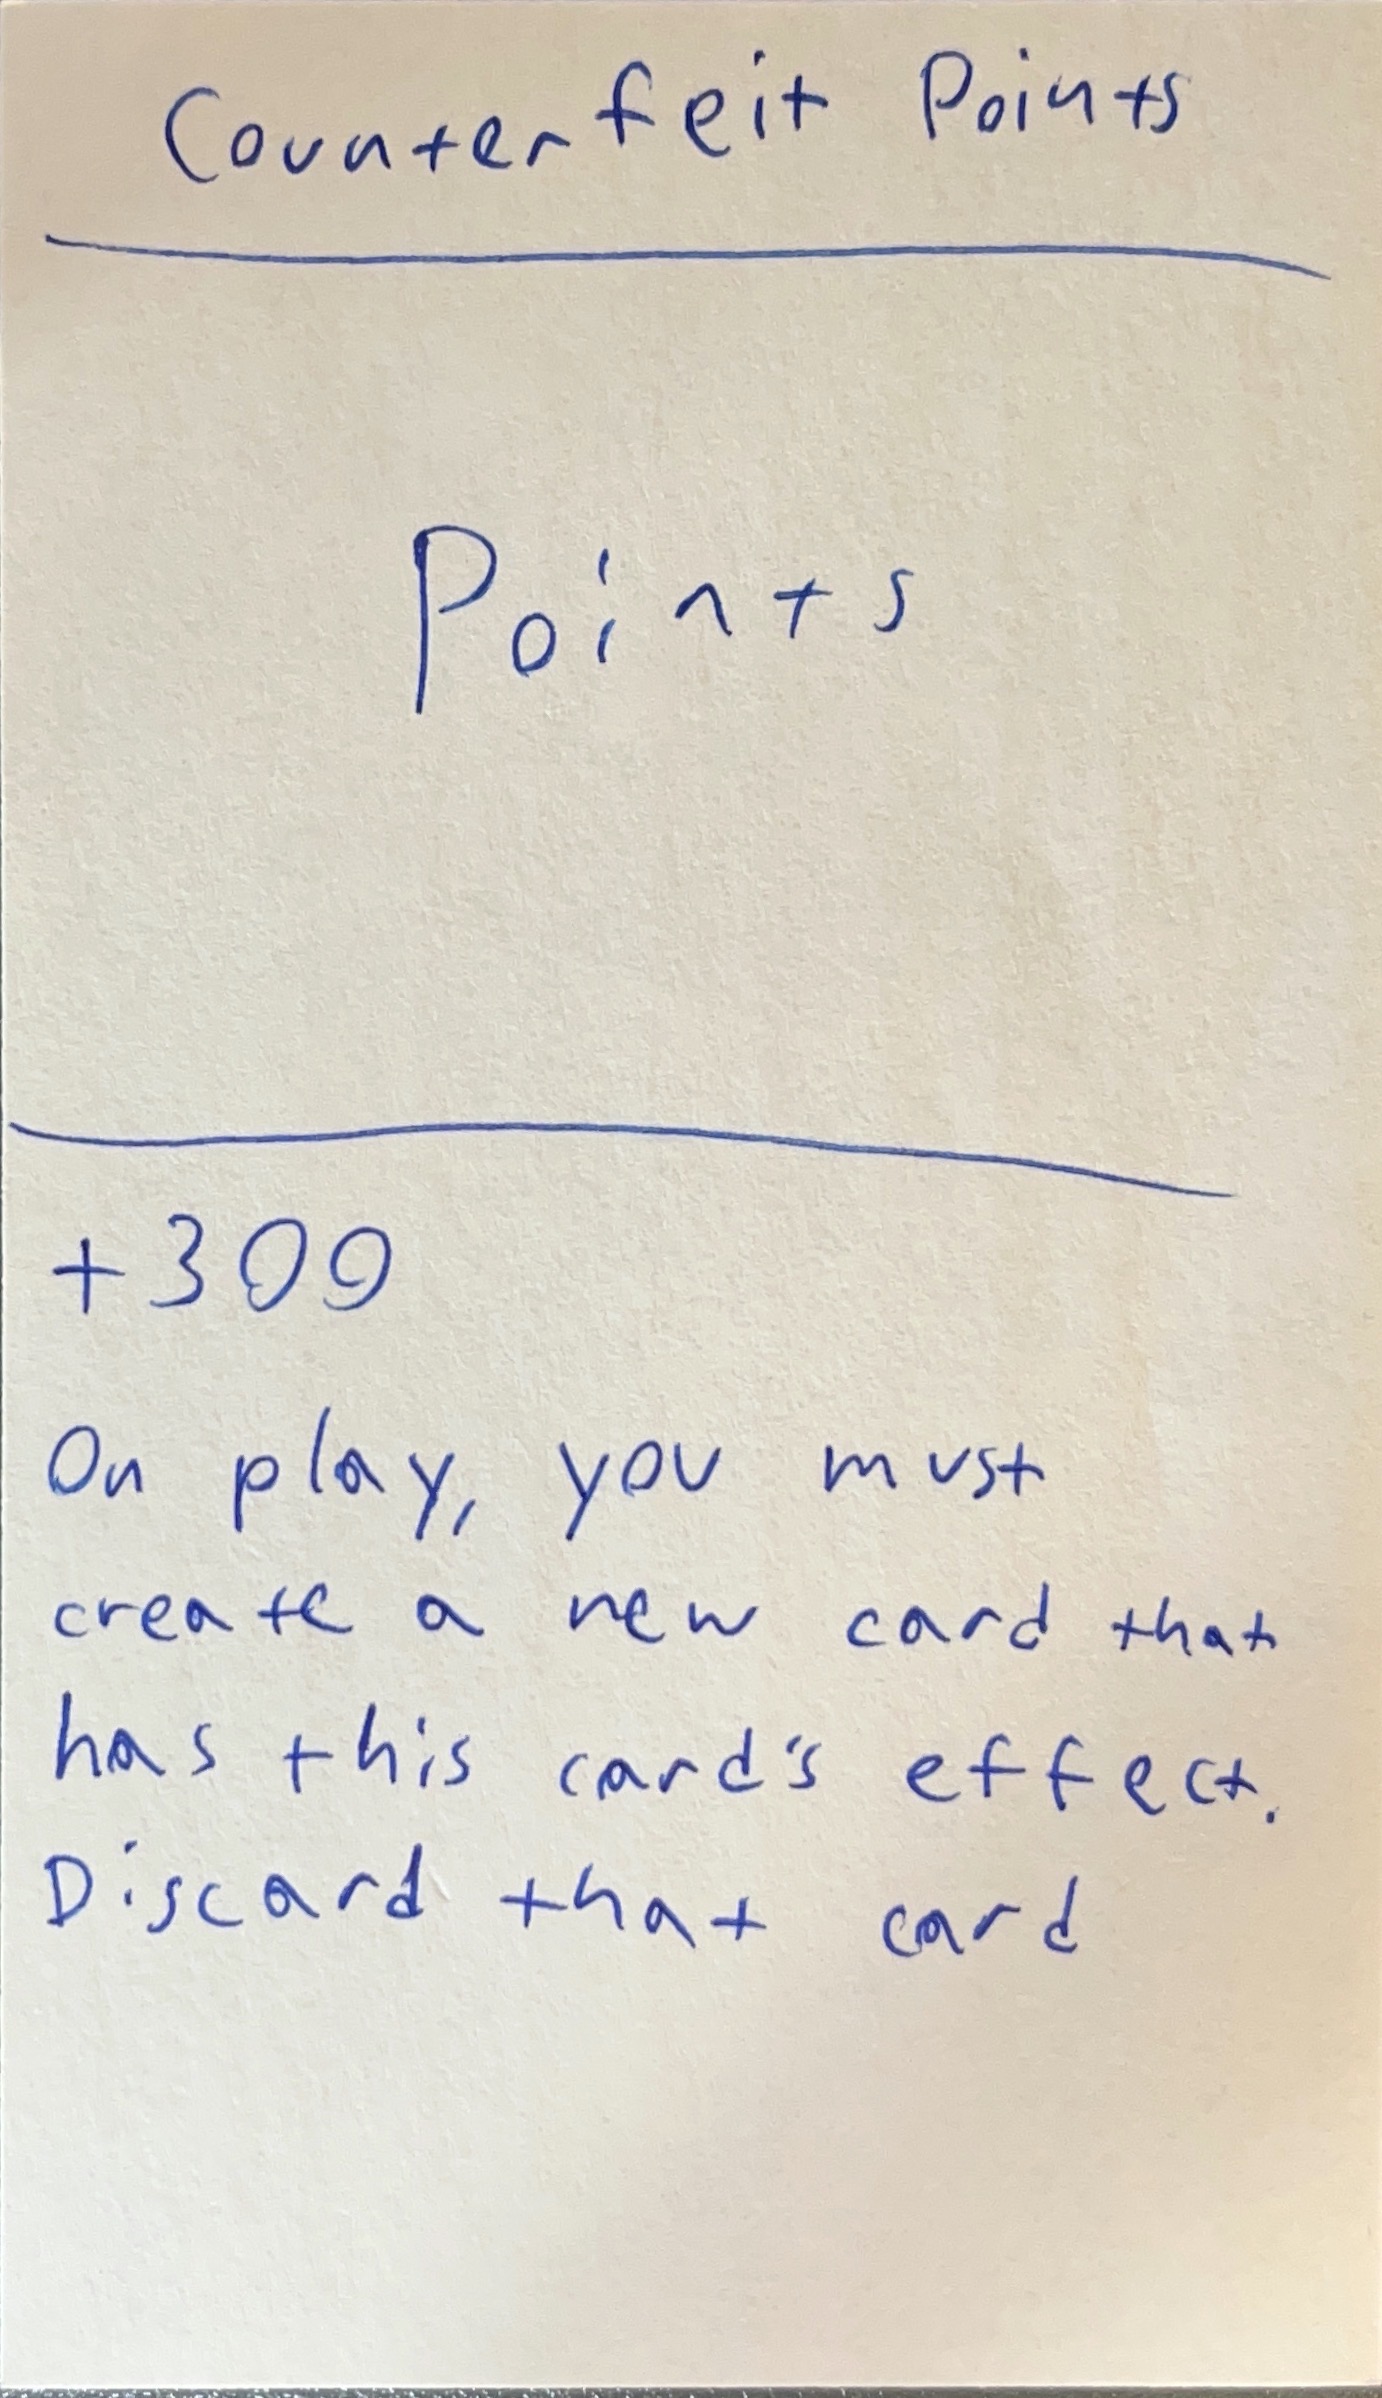 Counterfeit Points
Points
+300
On play, you must
create a new card that
has this card's effect.
Discard that card